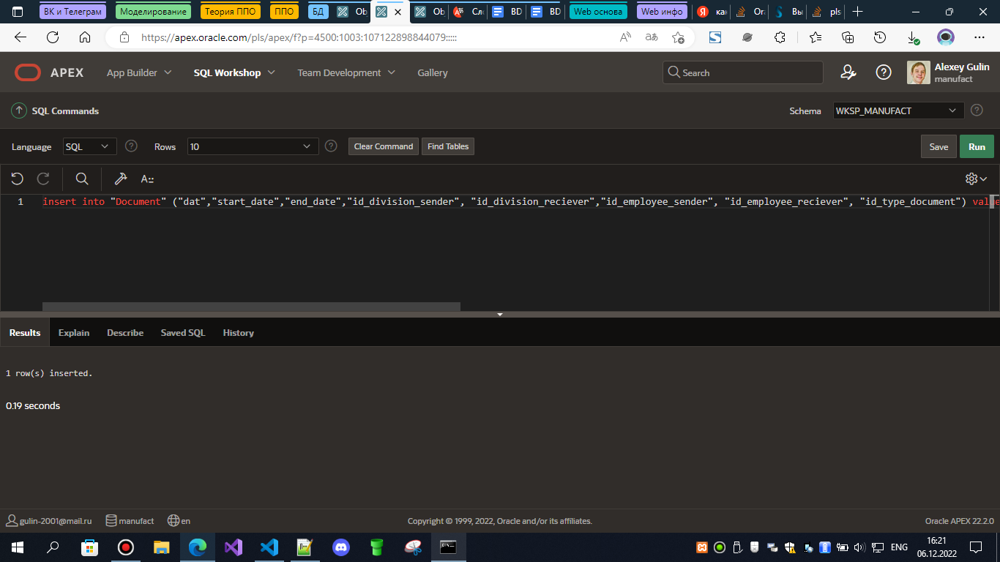 ВК и Телеграм Моделирование Теория ППО ППО БД Ob Ob Сло BD BD Web основа Web инфо как Ora Вы pls
https://apex.oracle.com/pls/apex/f?p=4500:1003:107122898844079:::::
APEX App Builder SQL Workshop Team Development Gallery Search Alexey Gulin
manufact
SQL Commands Schema WKSP_MANUFACT
Language SQL Rows 10 Clear Command Find Tables Save Run
A::
1 insert into "Document" ("dat","start_date","end_date","id_division_sender", "id_division_reciever","id_employee_sender", "id_employee_reciever", "id_type_document") value
Results Explain Describe Saved SQL History
1 row(s) inserted.
0.19 seconds
gulin-2001@mail.ru manufact en Copyright © 1999, 2022, Oracle and/or its affiliates. Oracle APEX 22.2.0
ENG 16:21
06.12.2022